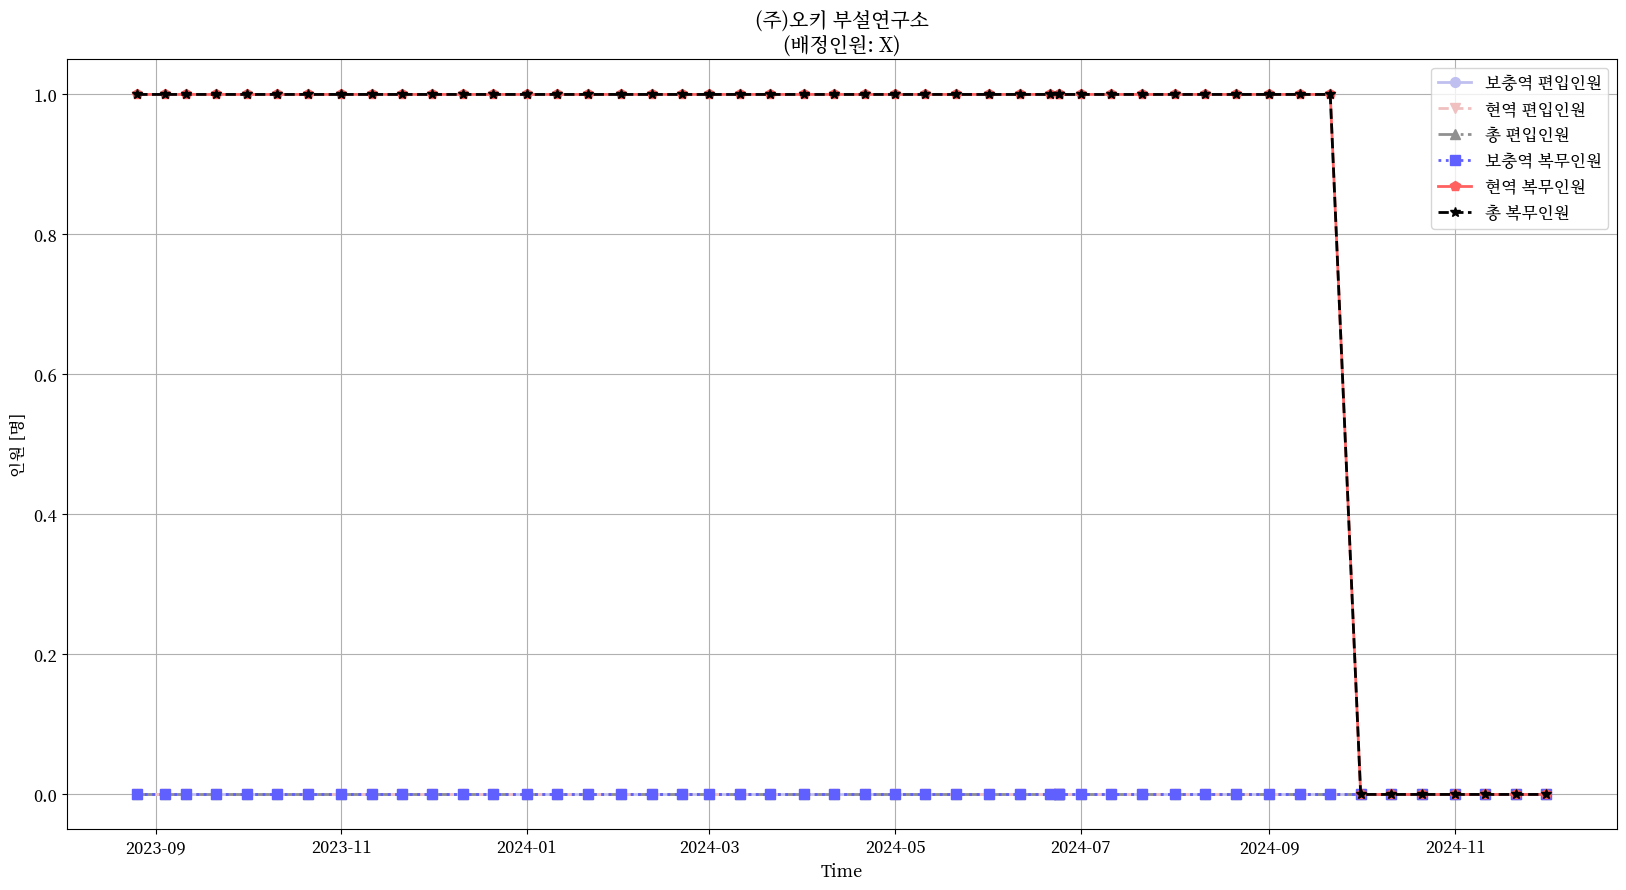 (주)오키 부설연구소
(배정인원: X)
보충역 편입인원
현역 편입인원
총 편입인원
보충역 복무인원
현역 복무인원
총 복무인원
인원 [명]
1.0
0.8
0.6
0.4
0.2
0.0
2023-09
2023-11
2024-01
2024-03
2024-05
2024-07
2024-09
2024-11
Time